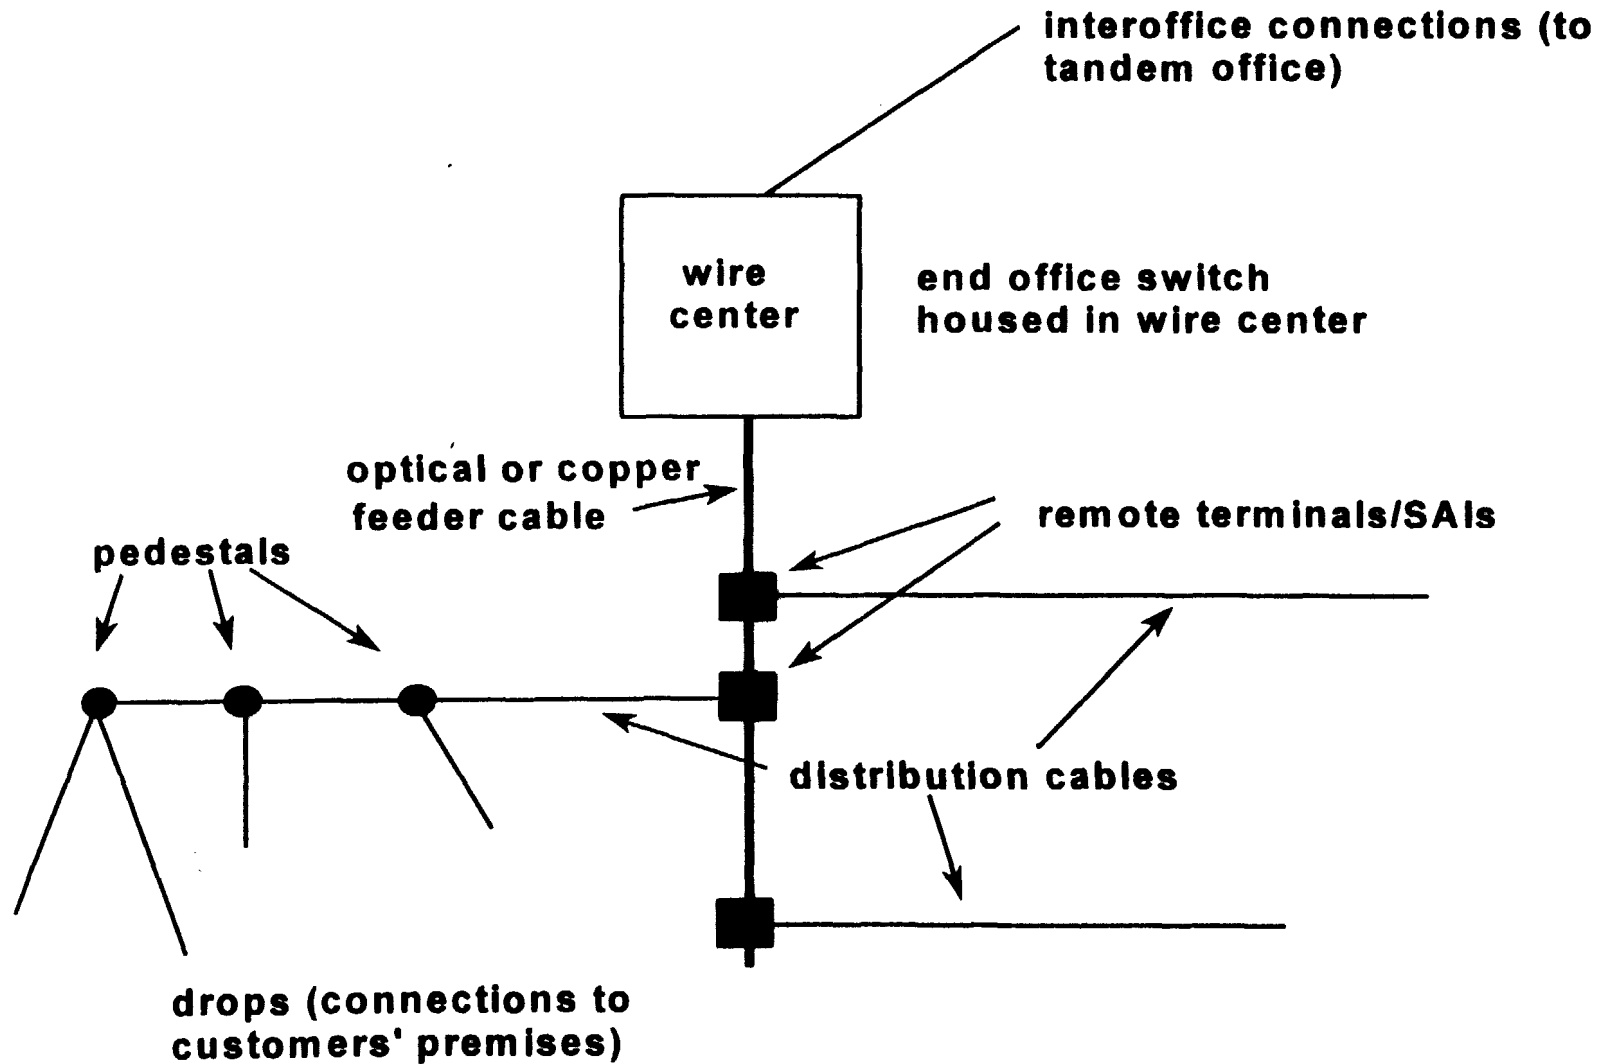 interoffice connections (to
tandem office)
wire
center
end office switch
housed in wire center
optical or copper
feeder cable
remote terminals/SAIs
pedestals
distribution cables
drops (connections to
customers' premises)